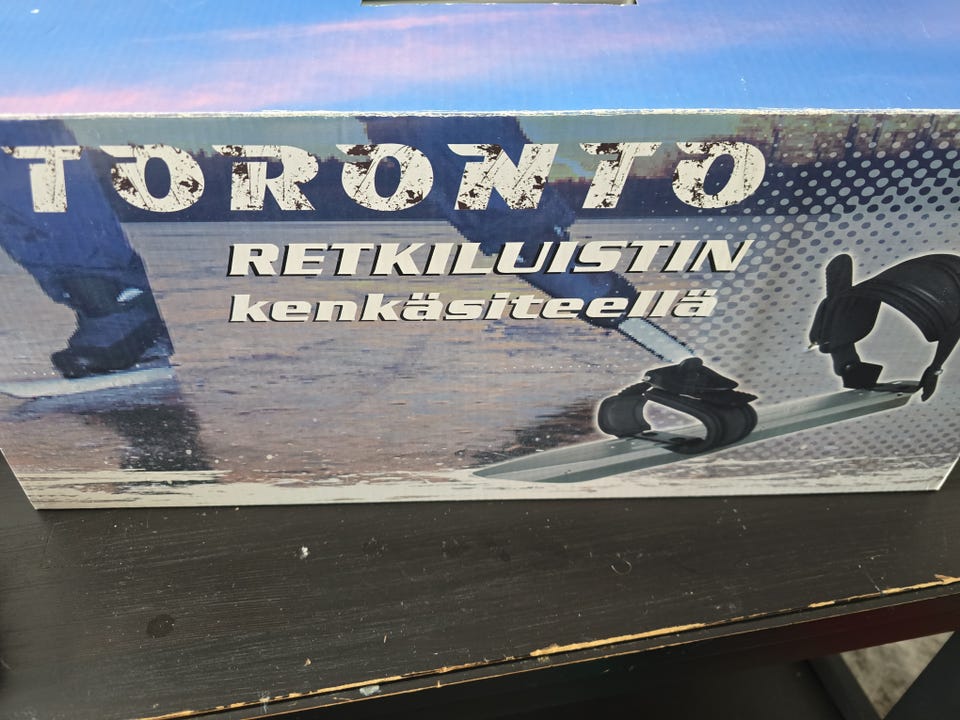 TORONTO
RETKILUISTIN
kenkäsiteellä